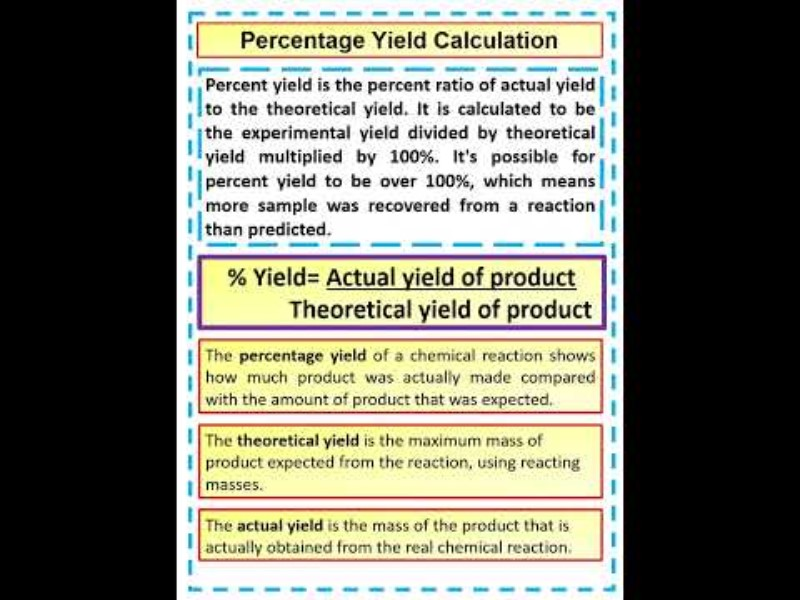 Percentage Yield Calculation
Percent yield is the percent ratio of actual yield
to the theoretical yield. It is calculated to be
the experimental yield divided by theoretical
yield multiplied by 100%. It's possible for
percent yield to be over 100%, which means
more sample was recovered from a reaction
than predicted.
% Yield= Actual yield of product
Theoretical yield of product
The percentage yield of a chemical reaction shows
how much product was actually made compared
with the amount of product that was expected.
The theoretical yield is the maximum mass of
product expected from the reaction, using reacting
masses.
The actual yield is the mass of the product that is
actually obtained from the real chemical reaction.